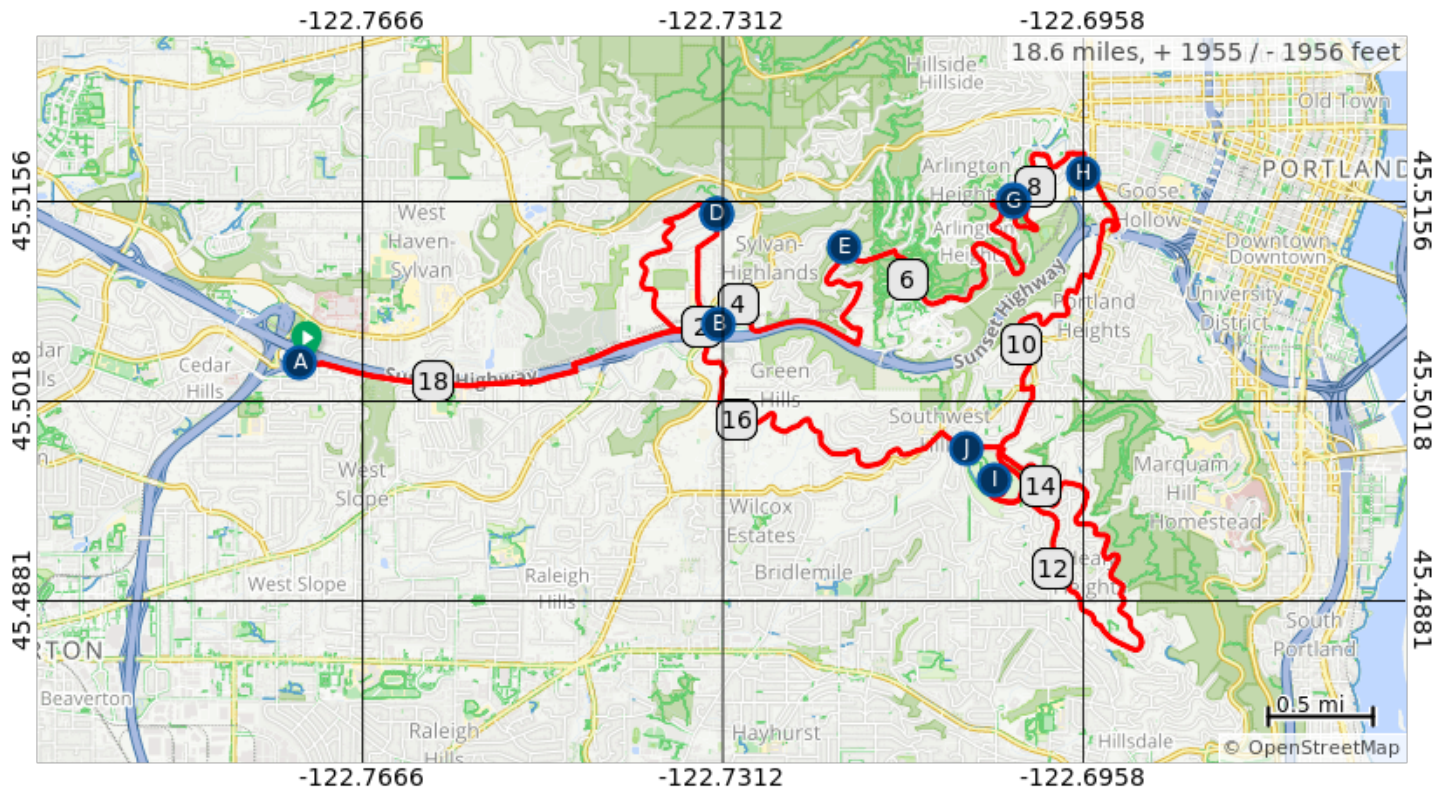 -122.7666
-122.7312
-122.6958
18.6 miles, + 1955 / - 1956 feet
Hillside
Hillside
Old Town
45.5156
45.5156
PORTLAND
Arlington
Heights
8
H
G
Goose
Hollow
West
Haven-
Sylvan
D
Sylvan-
Highlands
E
Arlington
Heights
Downtown
Downtown
6
University
District
Portland
Heights
4
2
B
Sunset Highway
10
A
Cedar
Hills
18
Highway
Green
Hills
45.5018
45.5018
16
Southwest
J
I
14
West
Slope
Marquam
Hill
Homestead
Wilcox
Estates
Bridlemile
12
West Slope
Raleigh
Hills
45.4881
45.4881
RTON
South
Portland
Beaverton
Raleigh
Hills
Hayhurst
Hillsdale
0.5 mi
© OpenStreetMap
-122.7666
-122.7312
-122.6958